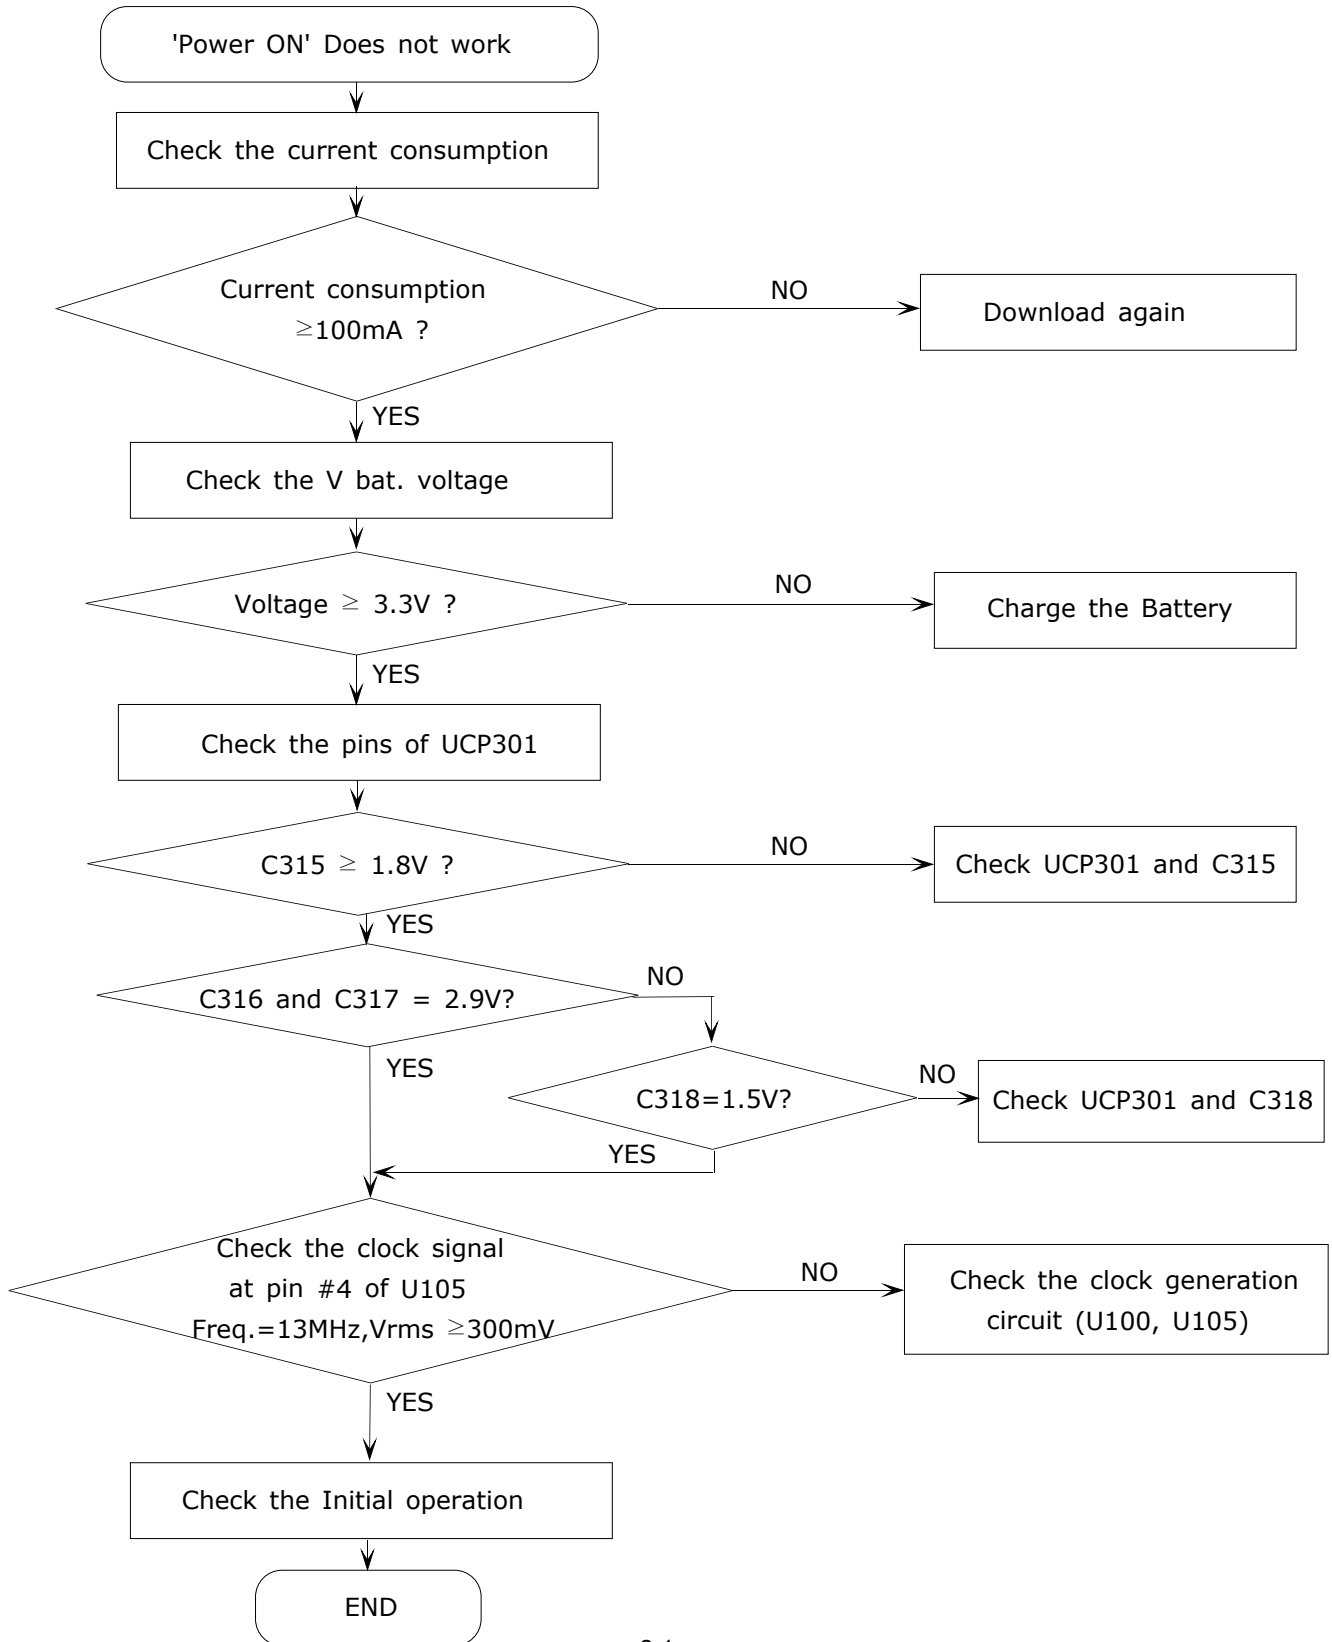 'Power ON' Does not work
Check the current consumption
Current consumption
≥100mA ?
NO
Download again
YES
Check the V bat. voltage
Voltage ≥ 3.3V ?
NO
Charge the Battery
YES
Check the pins of UCP301
C315 ≥ 1.8V ?
NO
Check UCP301 and C315
YES
C316 and C317 = 2.9V?
NO
YES
C318=1.5V?
NO
Check UCP301 and C318
YES
Check the clock signal
at pin #4 of U105
Freq.=13MHz,Vrms ≥300mV
NO
Check the clock generation
circuit (U100, U105)
YES
Check the Initial operation
END